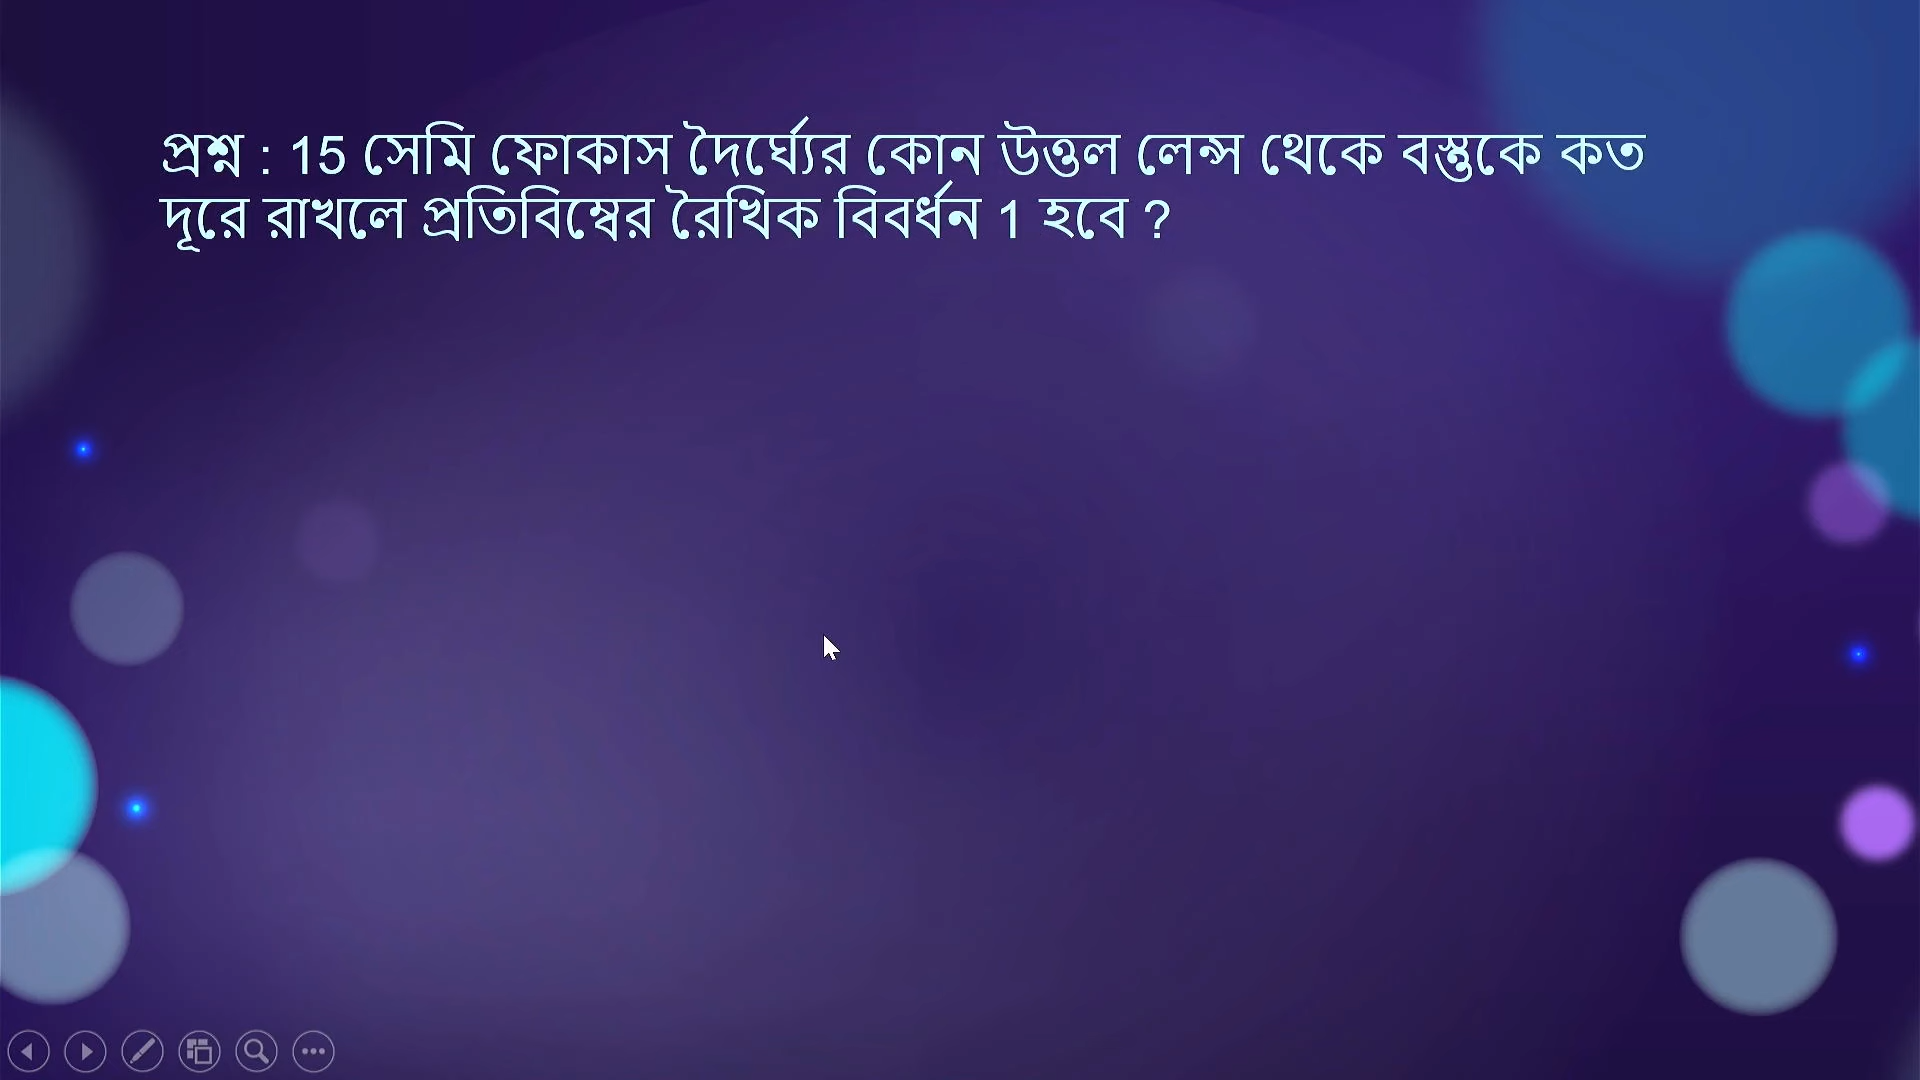 প্রশ্ন : 15 সেমি ফোকাস দৈর্ঘ্যের কোন উত্তল লেন্স থেকে বস্তুকে কত
দূরে রাখলে প্রতিবিম্বের রৈখিক বিবর্ধন 1 হবে ?